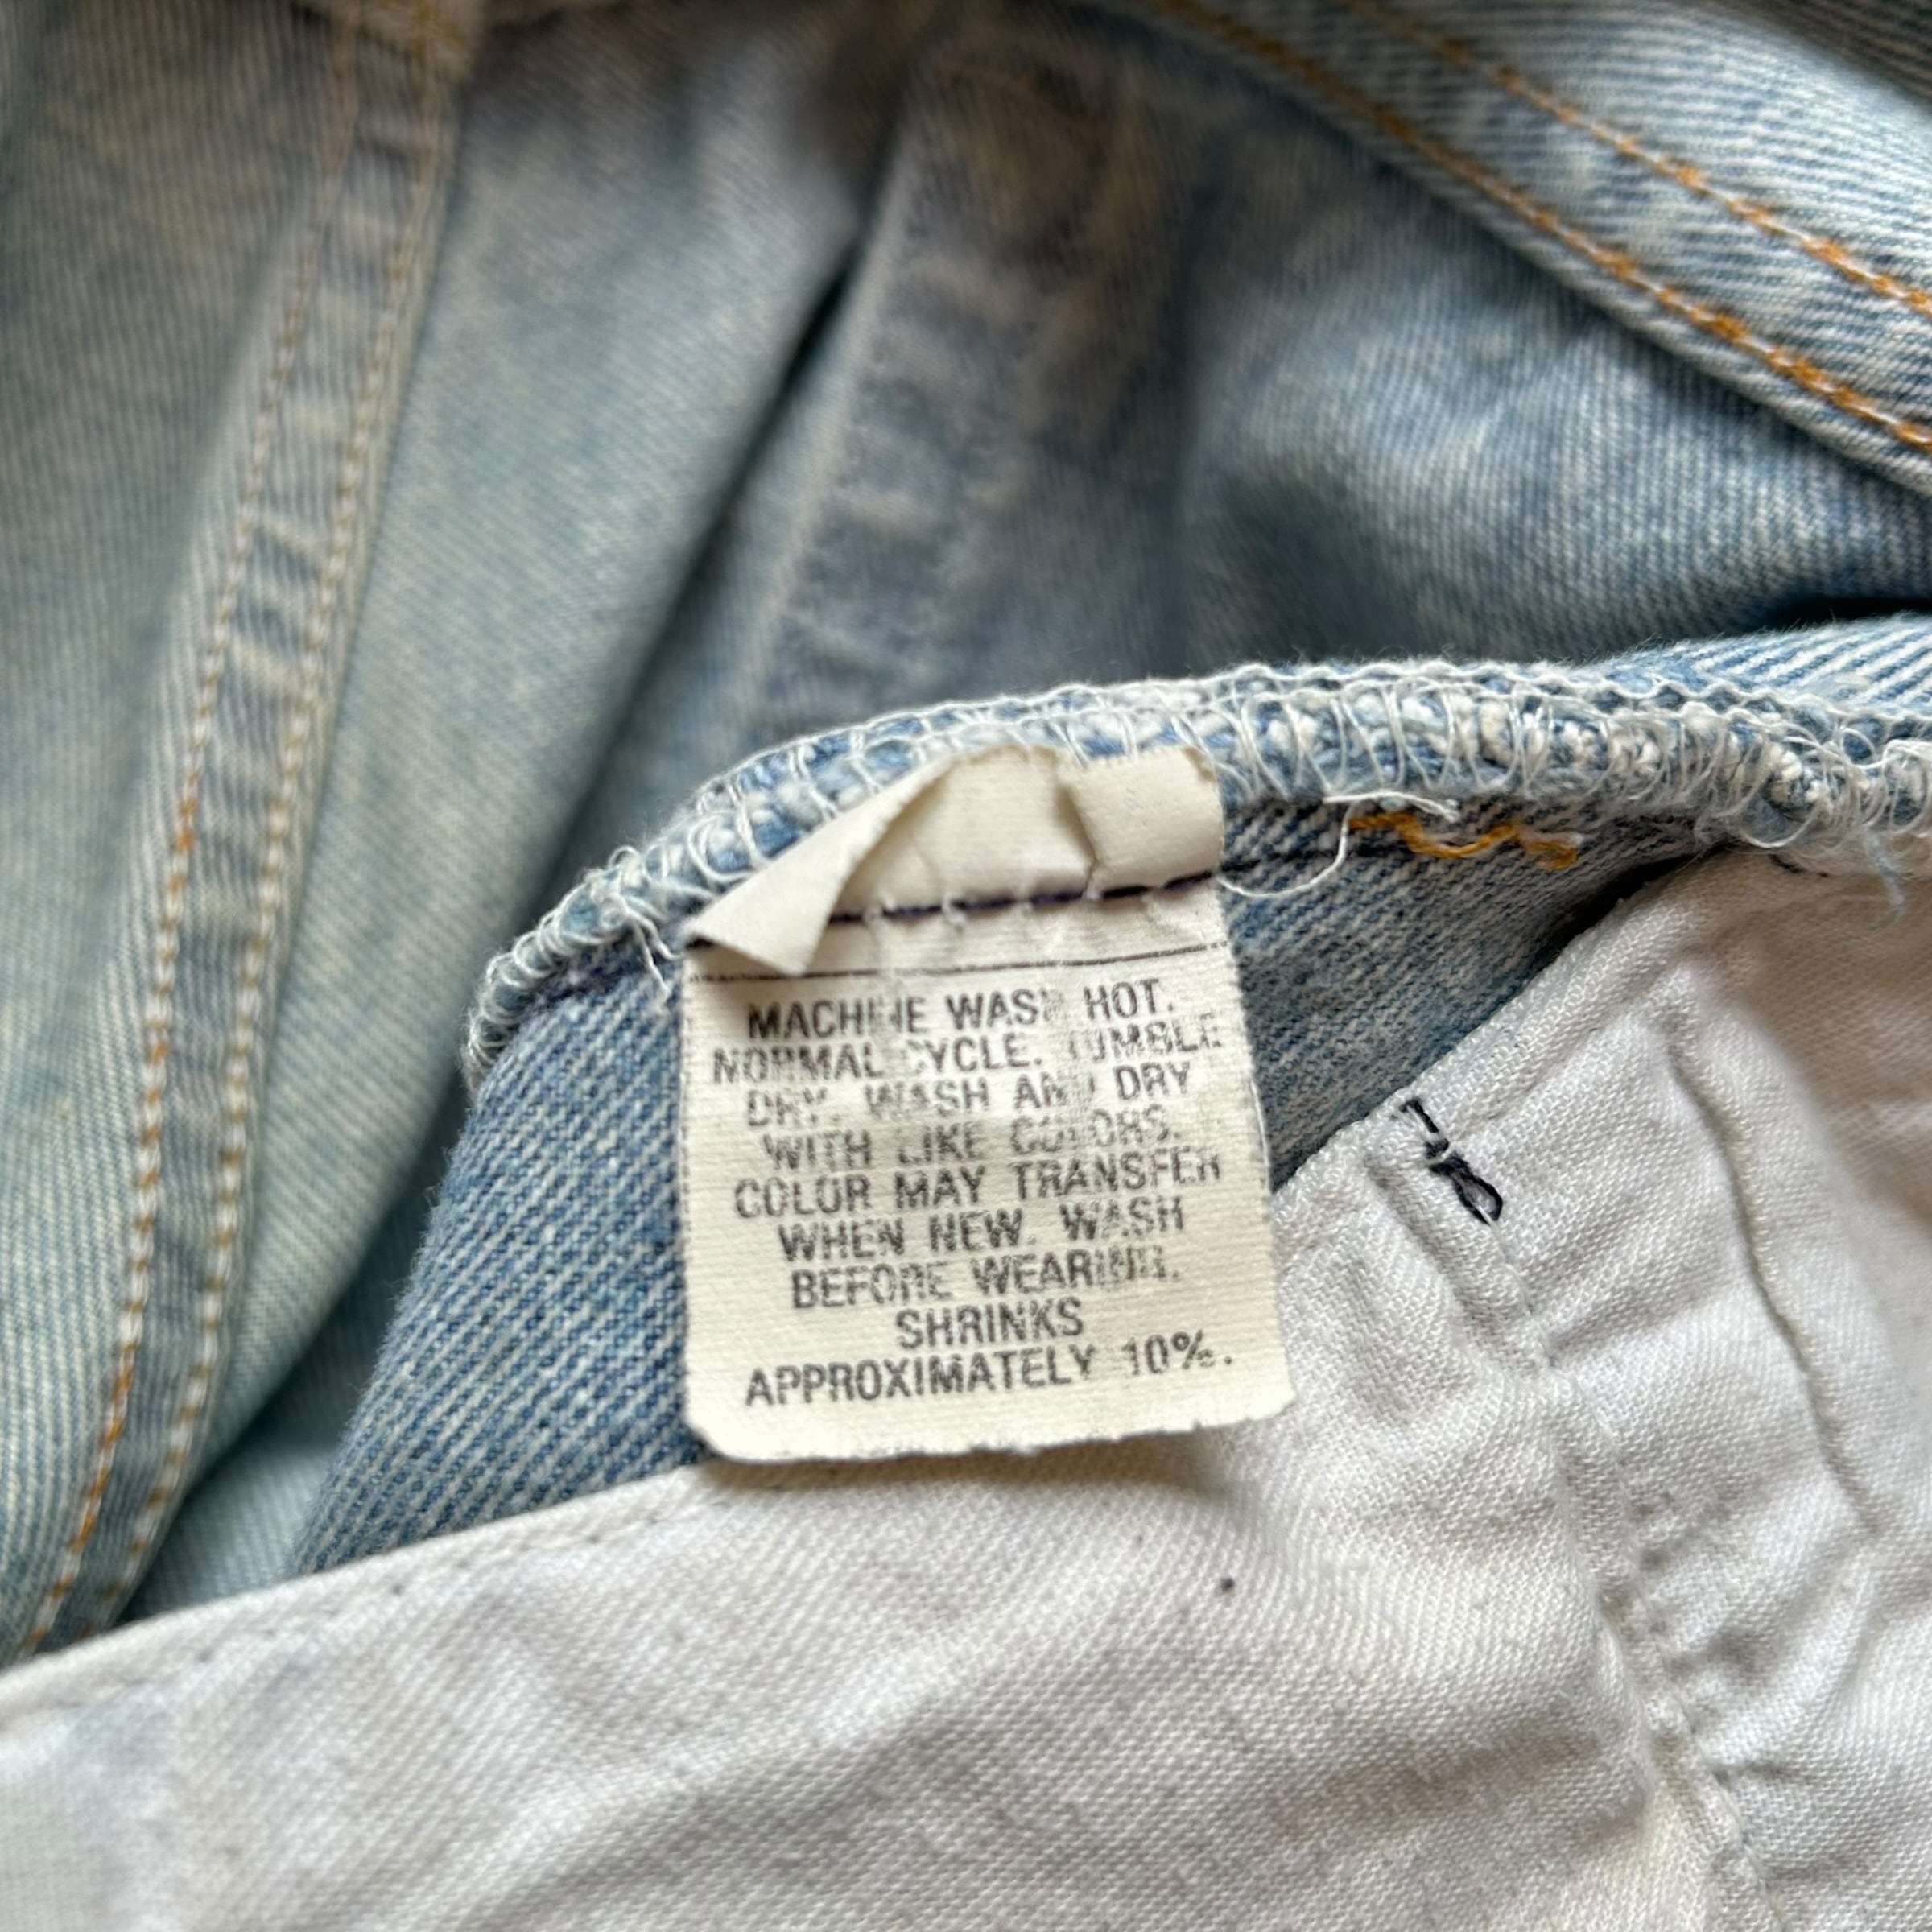 MACHINE WASH HOT.
NORMAL CYCLE. TUMBLE
DRY. WASH AND DRY
WITH LIKE COLORS.
COLOR MAY TRANSFER
WHEN NEW. WASH
BEFORE WEARING.
SHRINKS
APPROXIMATELY 10%.